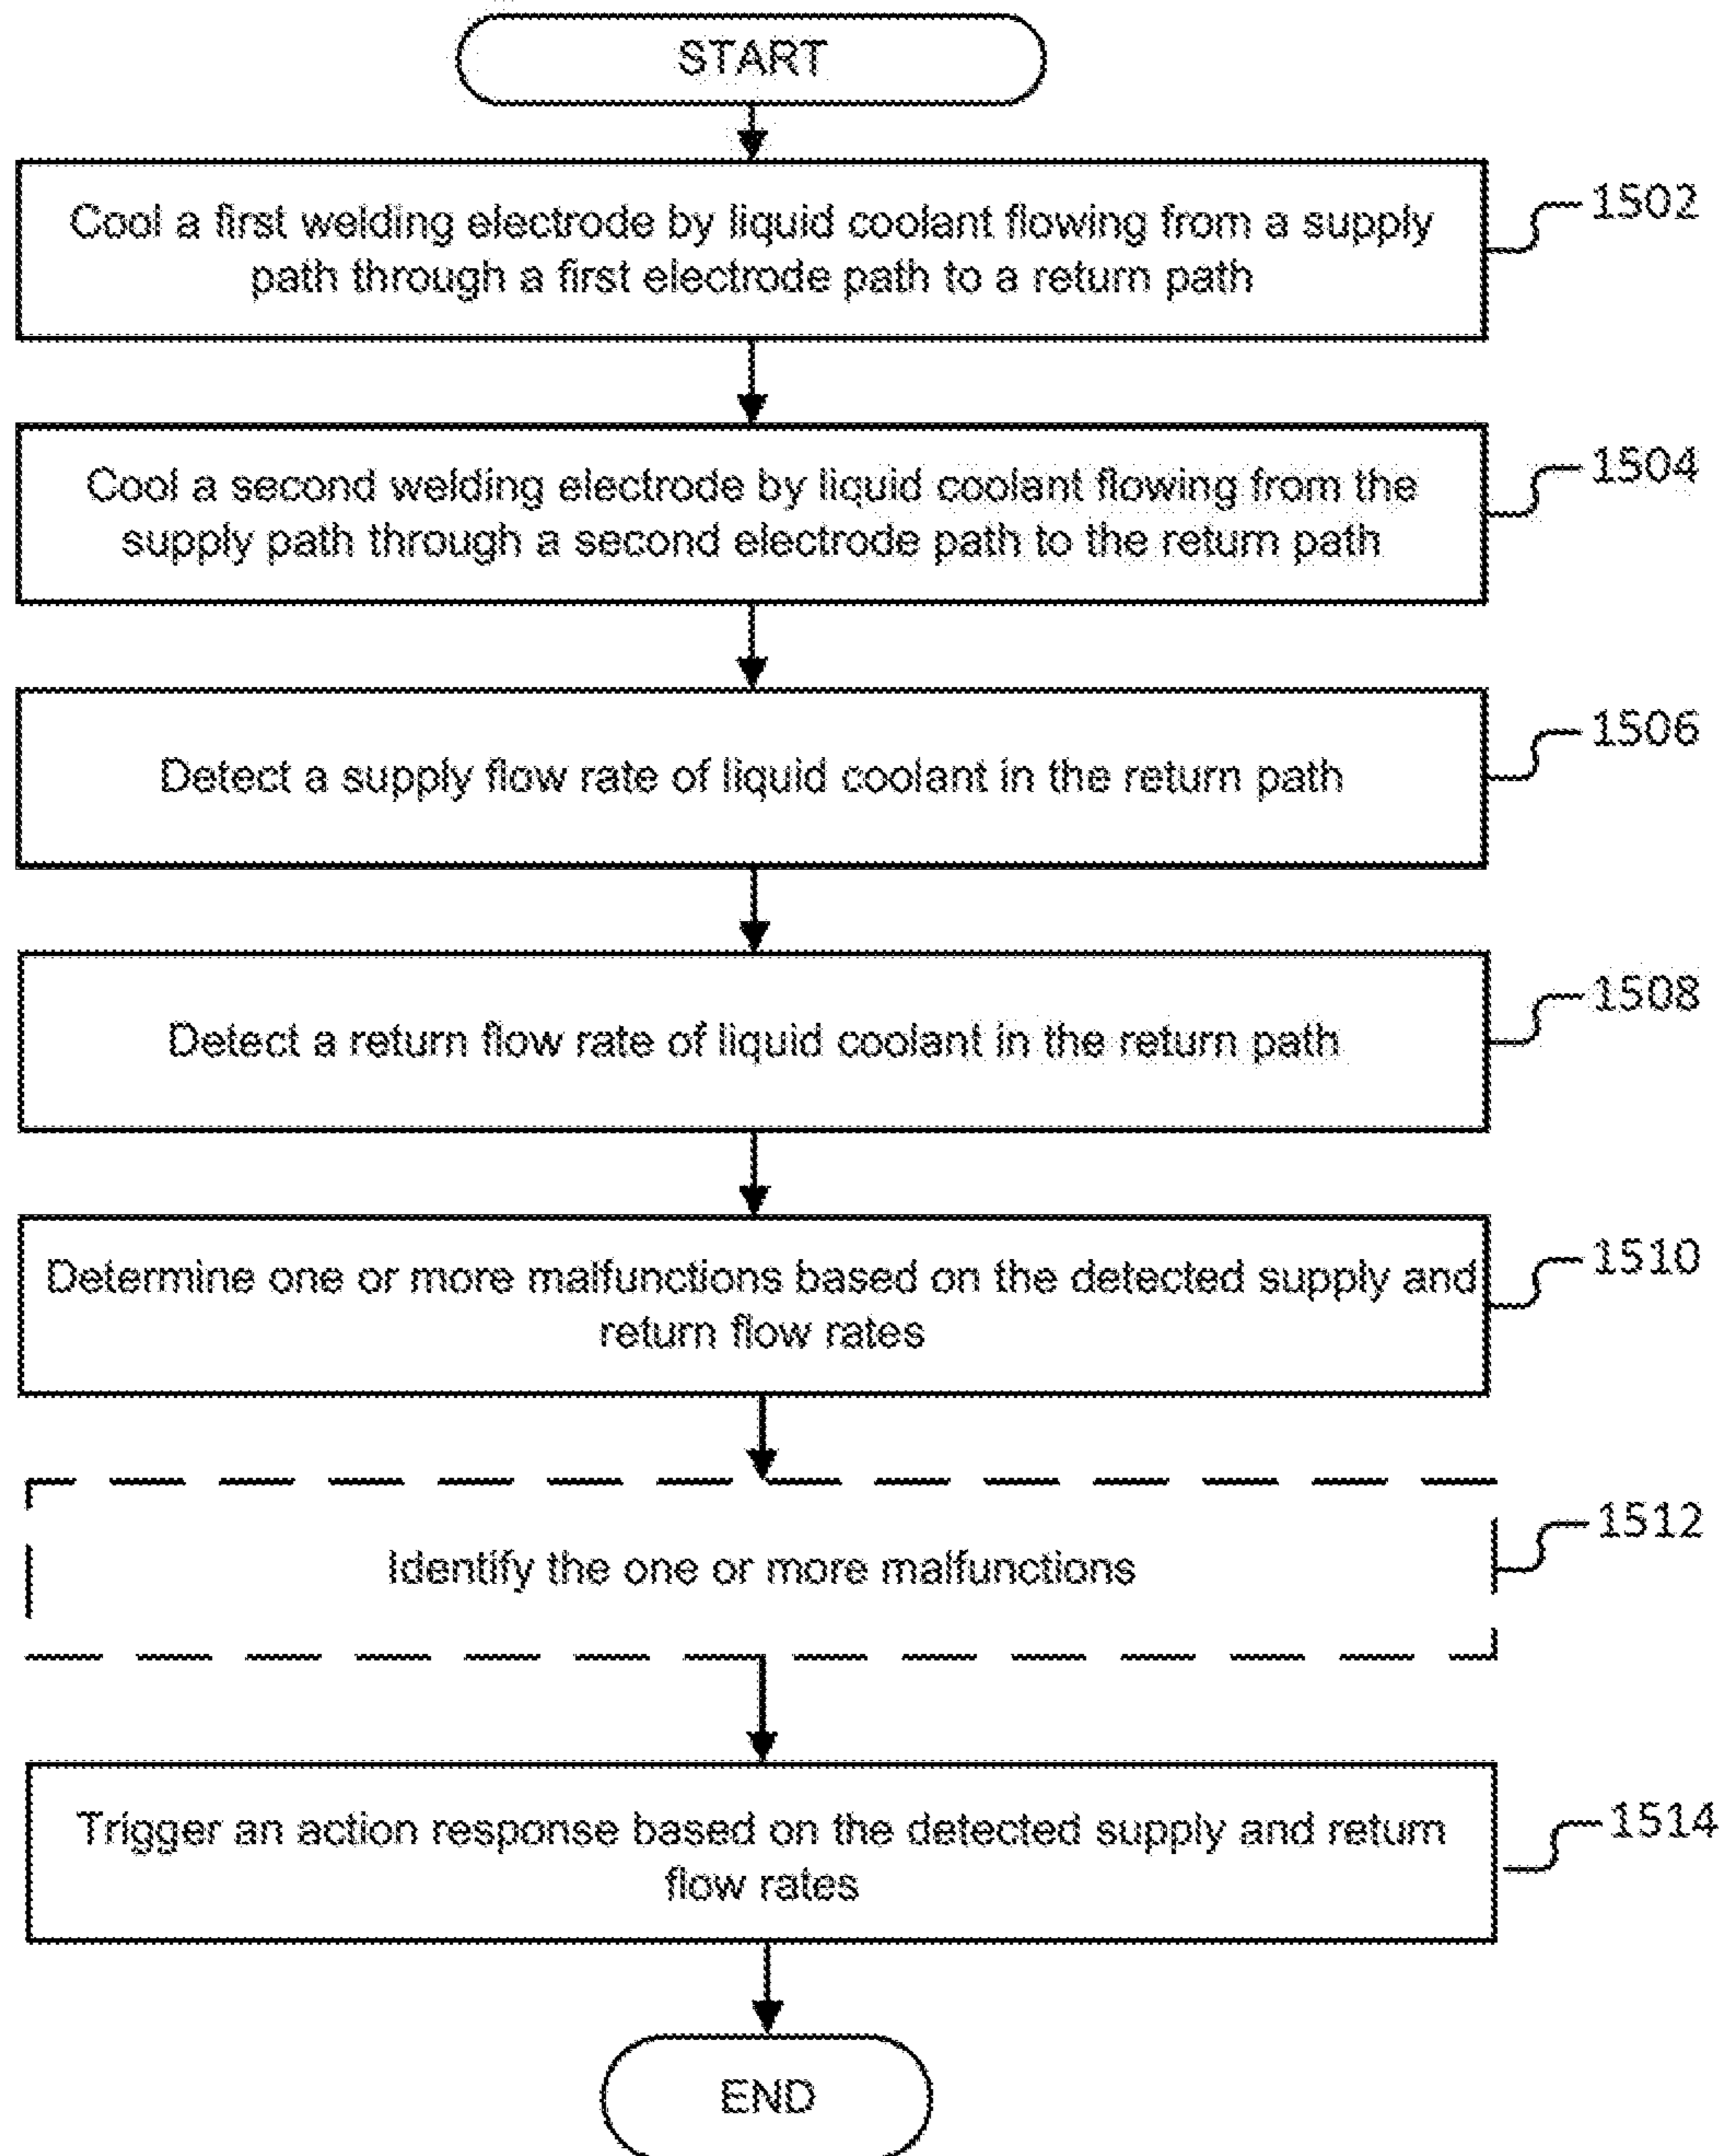 START
Cool a first welding electrode by liquid coolant flowing from a supply
path through a first electrode path to a return path
1502
Cool a second welding electrode by liquid coolant flowing from the
supply path through a second electrode path to the return path
1504
Detect a supply flow rate of liquid coolant in the return path
1506
Detect a return flow rate of liquid coolant in the return path
1508
Determine one or more malfunctions based on the detected supply and
return flow rates
1510
Identify the one or more malfunctions
1512
Trigger an action response based on the detected supply and return
flow rates
1514
END